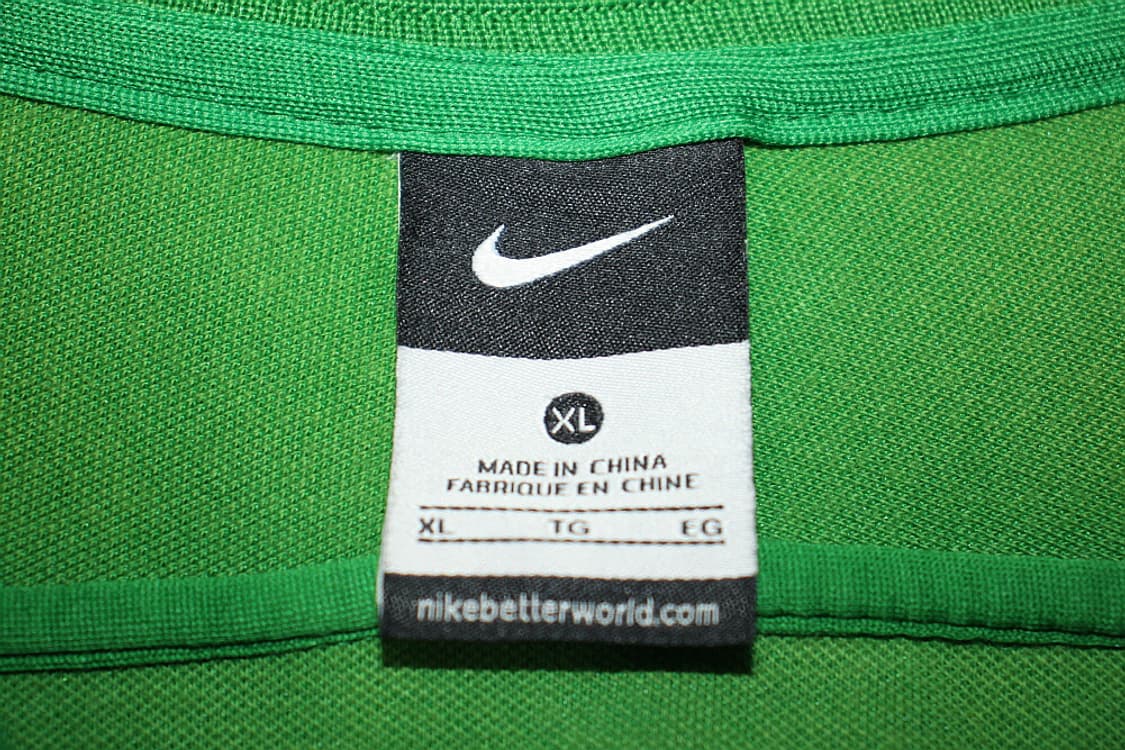 XL
MADE IN CHINA
FABRIQUE EN CHINE
XL TG EG
nikebetterworld.com